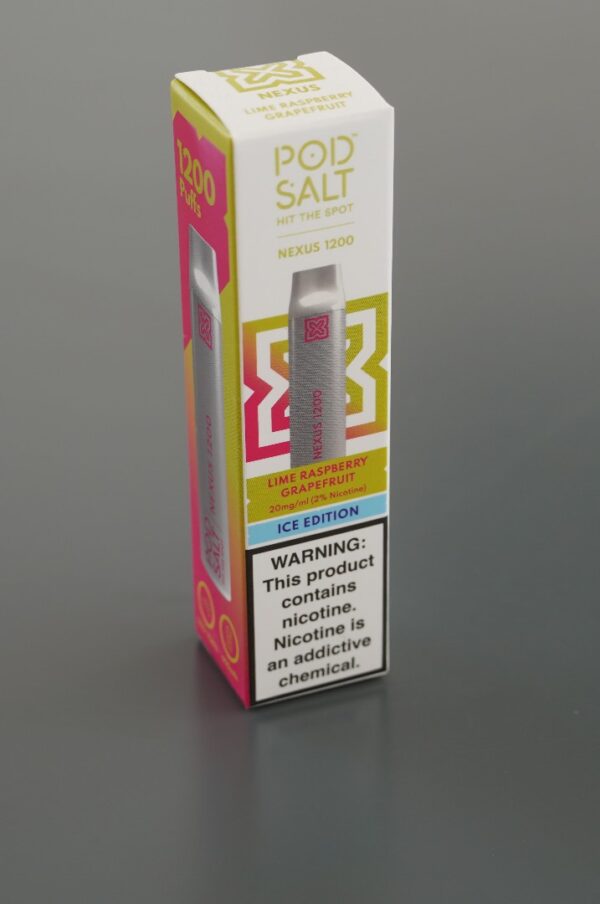 NEXUS
LIME RASPBERRY
GRAPEFRUIT
1200
Puffs
POD™
SALT
HIT THE SPOT
NEXUS 1200
NEXUS 1200
LIME RASPBERRY
GRAPEFRUIT
20mg/ml (2% Nicotine)
ICE EDITION
WARNING:
This product
contains
nicotine.
Nicotine is
an addictive
chemical.
NEXUS 1200
POD
SALT